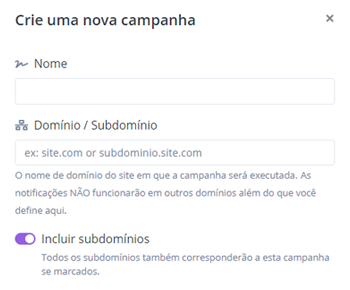 Crie uma nova campanha ×
Nome
Domínio / Subdomínio
ex: site.com or subdominio.site.com
O nome de domínio do site em que a campanha será executada. As
notificações NÃO funcionarão em outros domínios além do que você
define aqui.
Incluir subdomínios
Todos os subdomínios também corresponderão a esta campanha
se marcados.